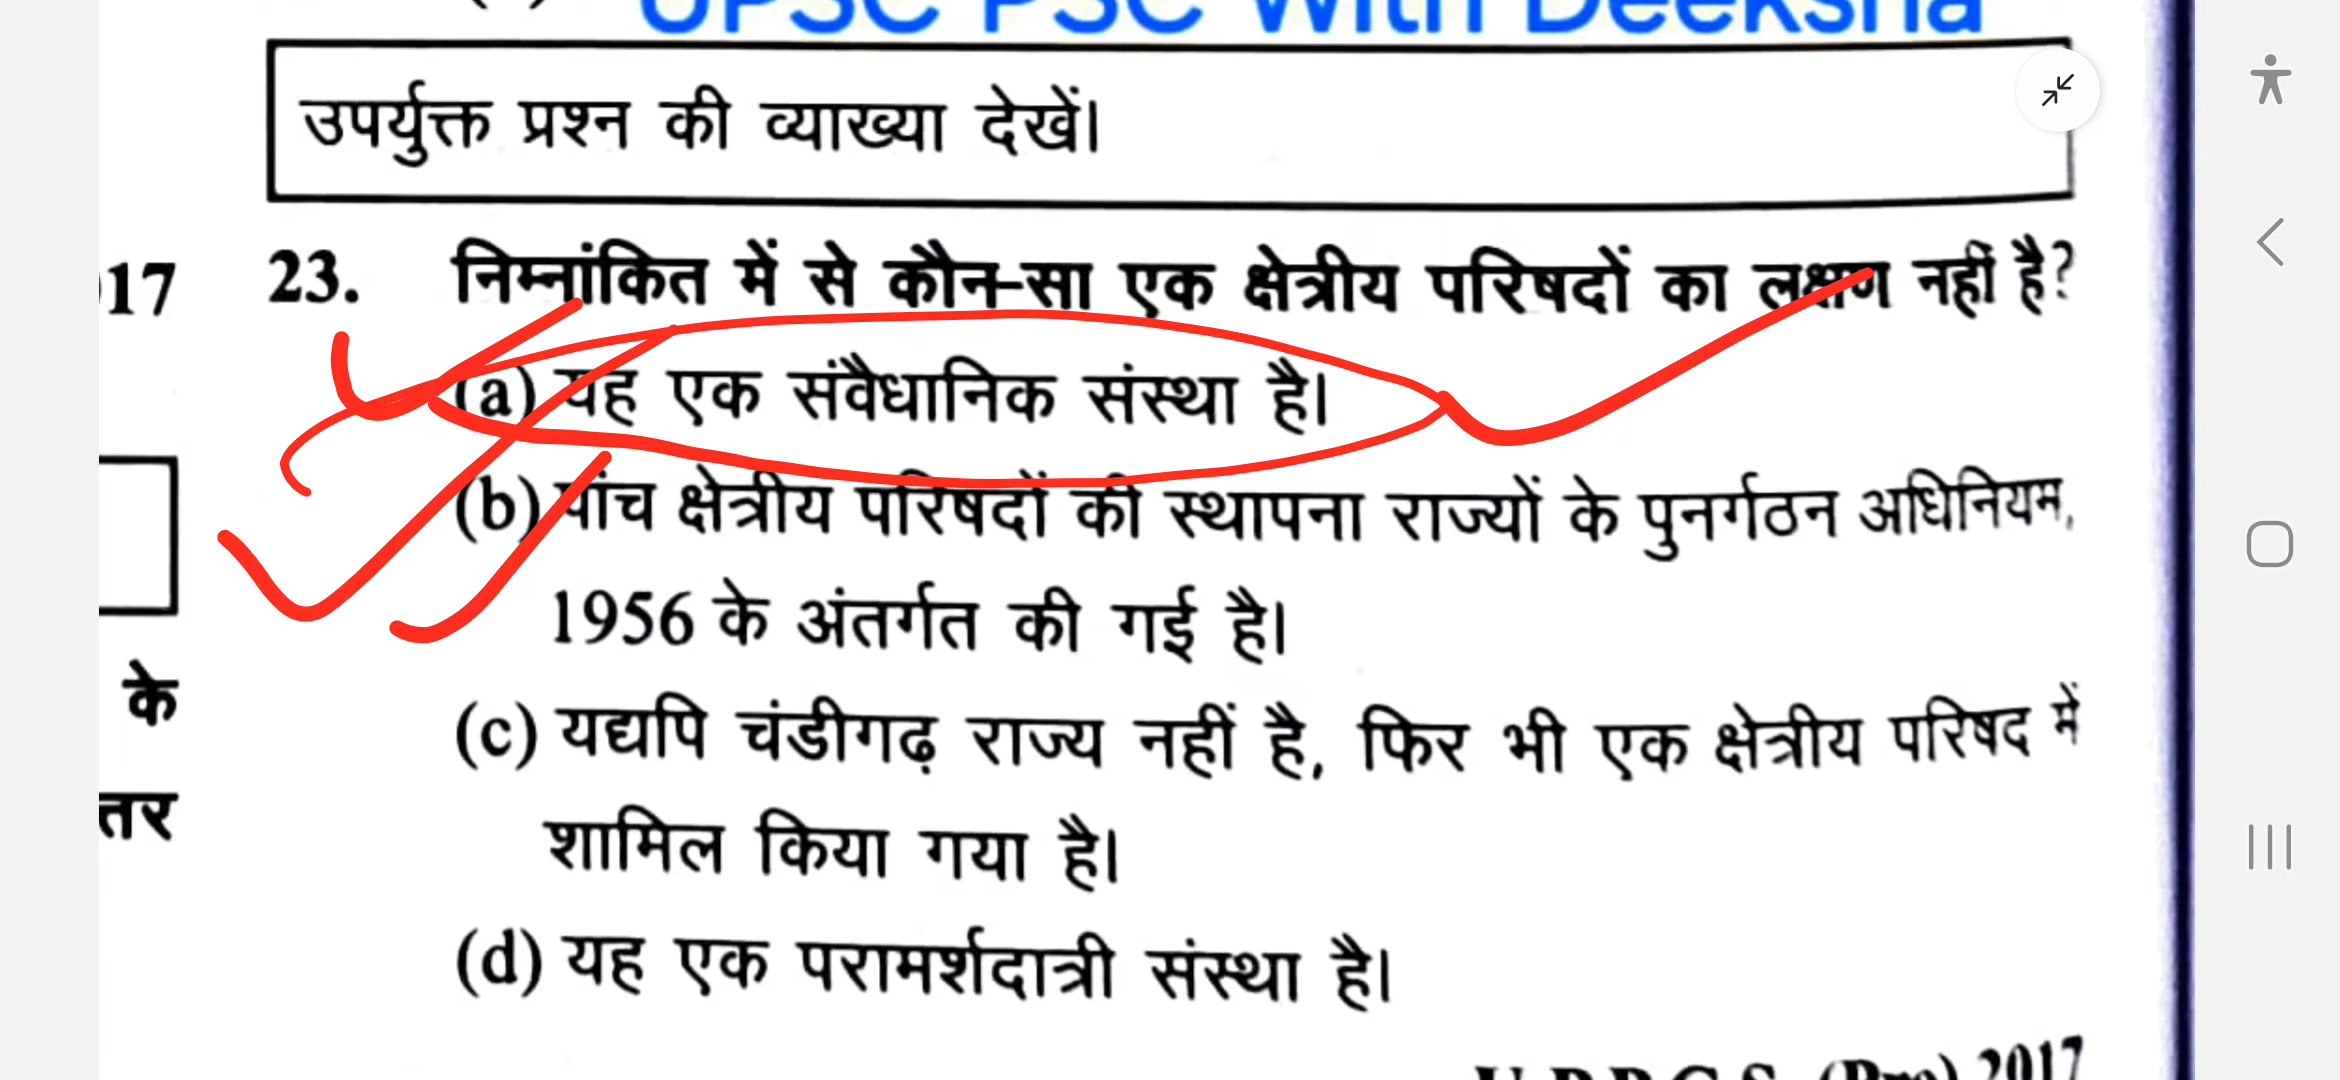 UPSC PSC With Deeksha
उपर्युक्त प्रश्न की व्याख्या देखें।
17
23. निम्नांकित में से कौन-सा एक क्षेत्रीय परिषदों का लक्षण नहीं है?
(a) यह एक संवैधानिक संस्था है।
(b) पांच क्षेत्रीय परिषदों की स्थापना राज्यों के पुनर्गठन अधिनियम,
1956 के अंतर्गत की गई है।
के
(c) यद्यपि चंडीगढ़ राज्य नहीं है, फिर भी एक क्षेत्रीय परिषद में
तर
शामिल किया गया है।
(d) यह एक परामर्शदात्री संस्था है।
(Pre) 2017